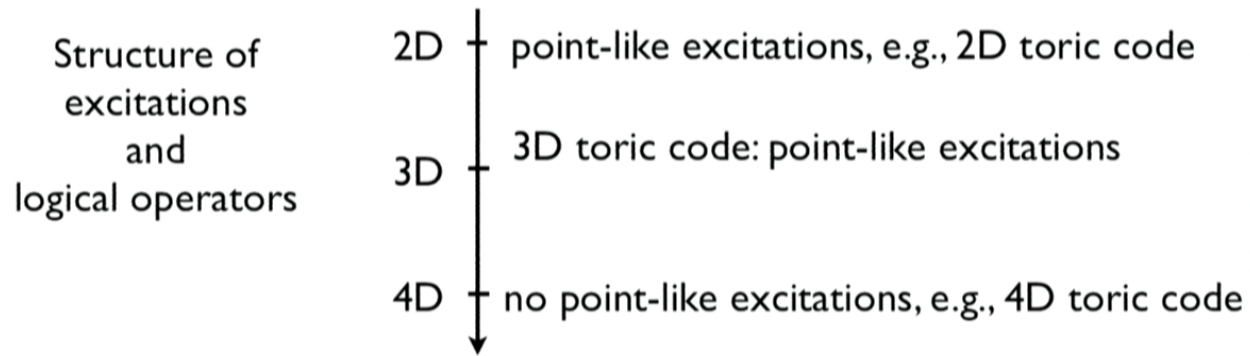 Structure of
excitations
and
logical operators
2D point-like excitations, e.g., 2D toric code
3D 3D toric code: point-like excitations
4D no point-like excitations, e.g., 4D toric code